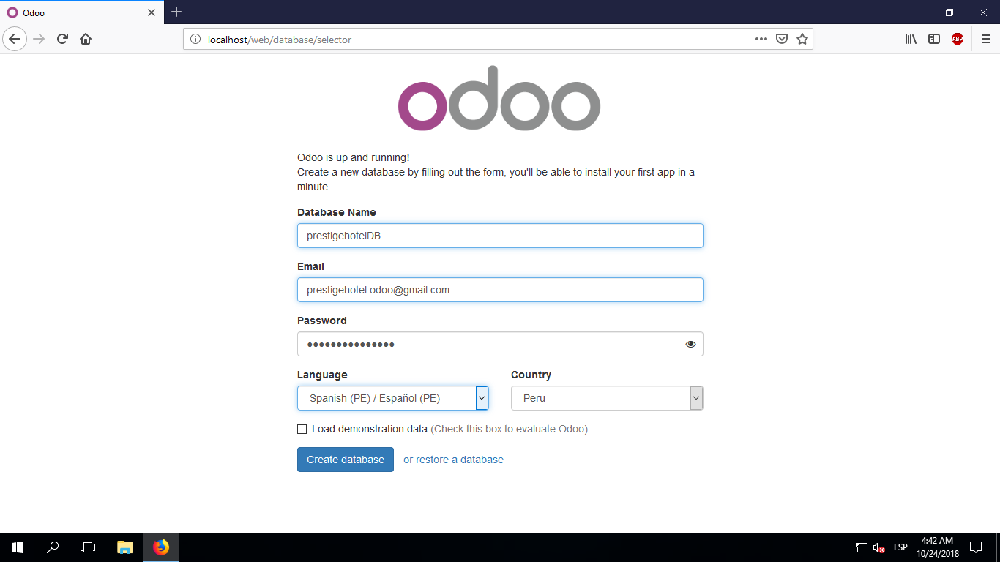 Odoo
localhost/web/database/selector
ABP
odoo
Odoo is up and running!
Create a new database by filling out the form, you'll be able to install your first app in a
minute.
Database Name
prestigehotelDB
Email
prestigehotel.odoo@gmail.com
Password
●●●●●●●●●●●●●●●
Language
Country
Spanish (PE) / Español (PE)
Peru
Load demonstration data (Check this box to evaluate Odoo)
Create database or restore a database
ESP
4:42 AM
10/24/2018